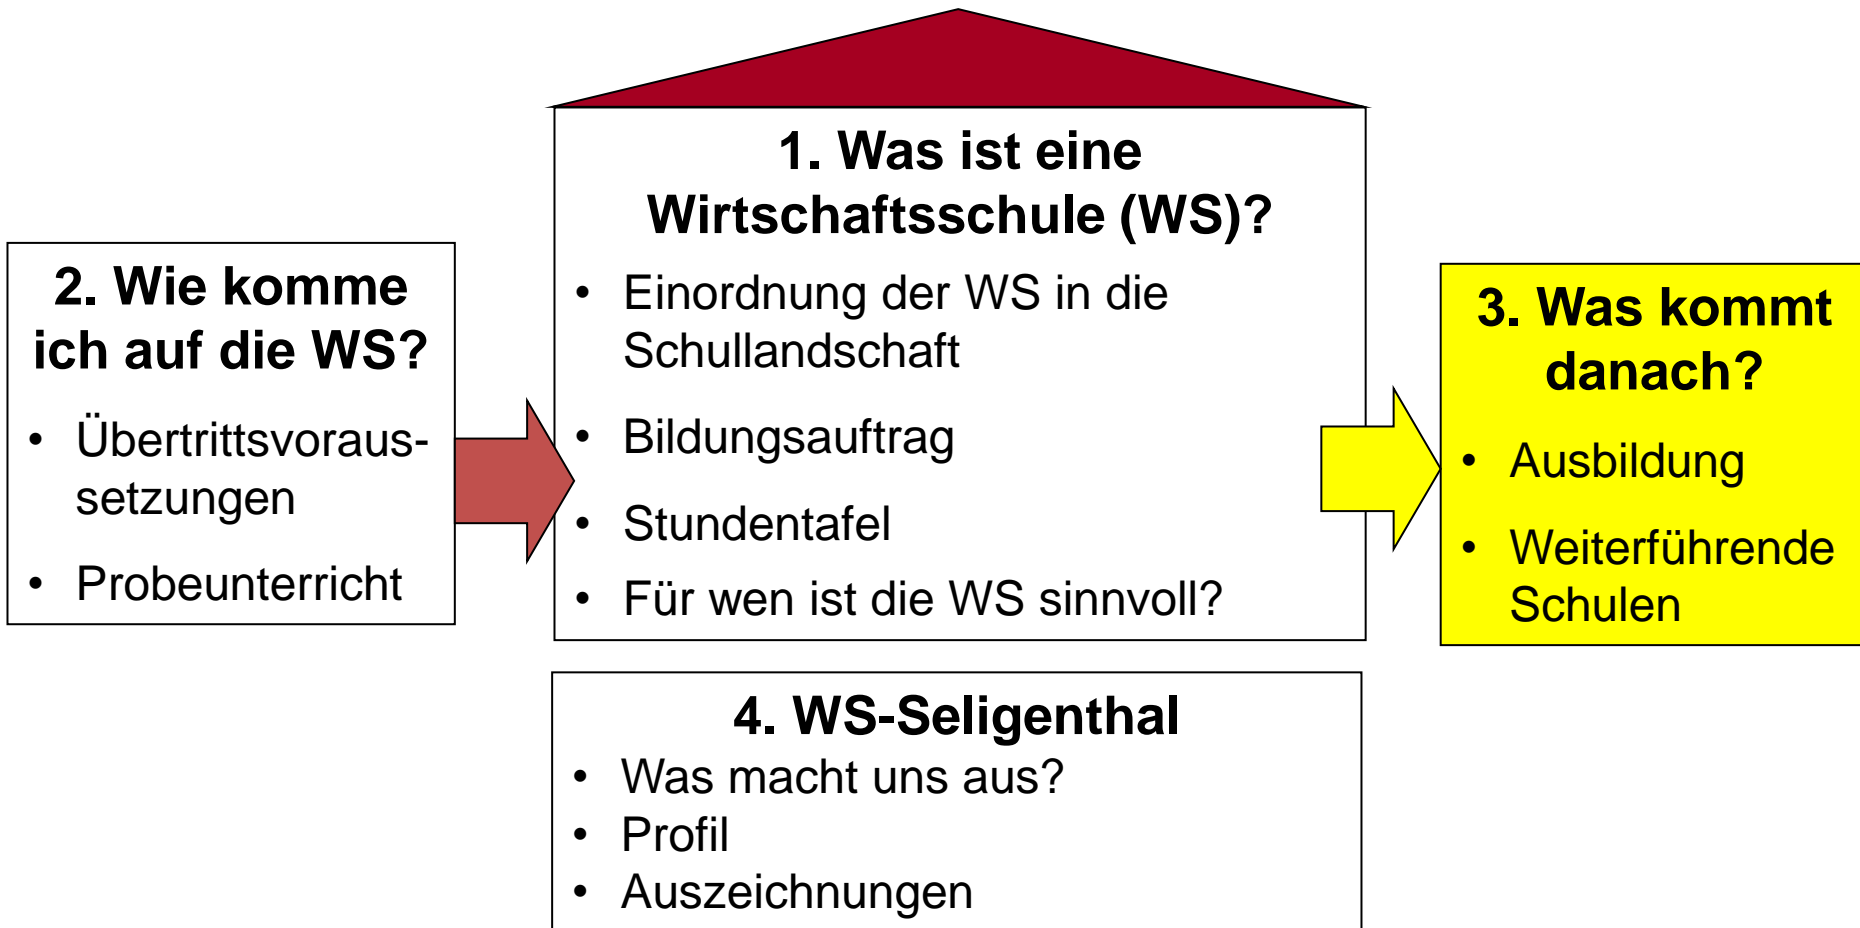 1. Was ist eine
Wirtschaftsschule (WS)?
• Einordnung der WS in die
Schullandschaft
• Bildungsauftrag
• Stundentafel
• Für wen ist die WS sinnvoll?
2. Wie komme
ich auf die WS?
• Übertrittsvoraus-
setzungen
• Probeunterricht
3. Was kommt
danach?
• Ausbildung
• Weiterführende
Schulen
4. WS-Seligenthal
• Was macht uns aus?
• Profil
• Auszeichnungen